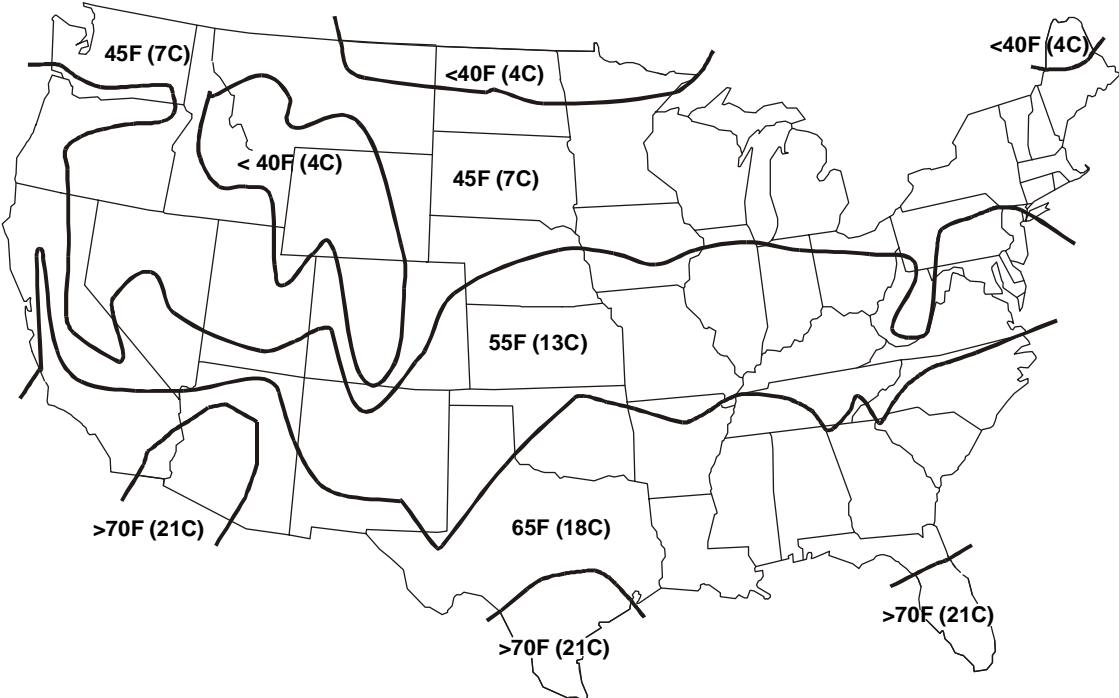 <40F (4C)
45F (7C)
<40F (4C)
< 40F (4C)
45F (7C)
55F (13C)
>70F (21C)
65F (18C)
>70F (21C)
>70F (21C)